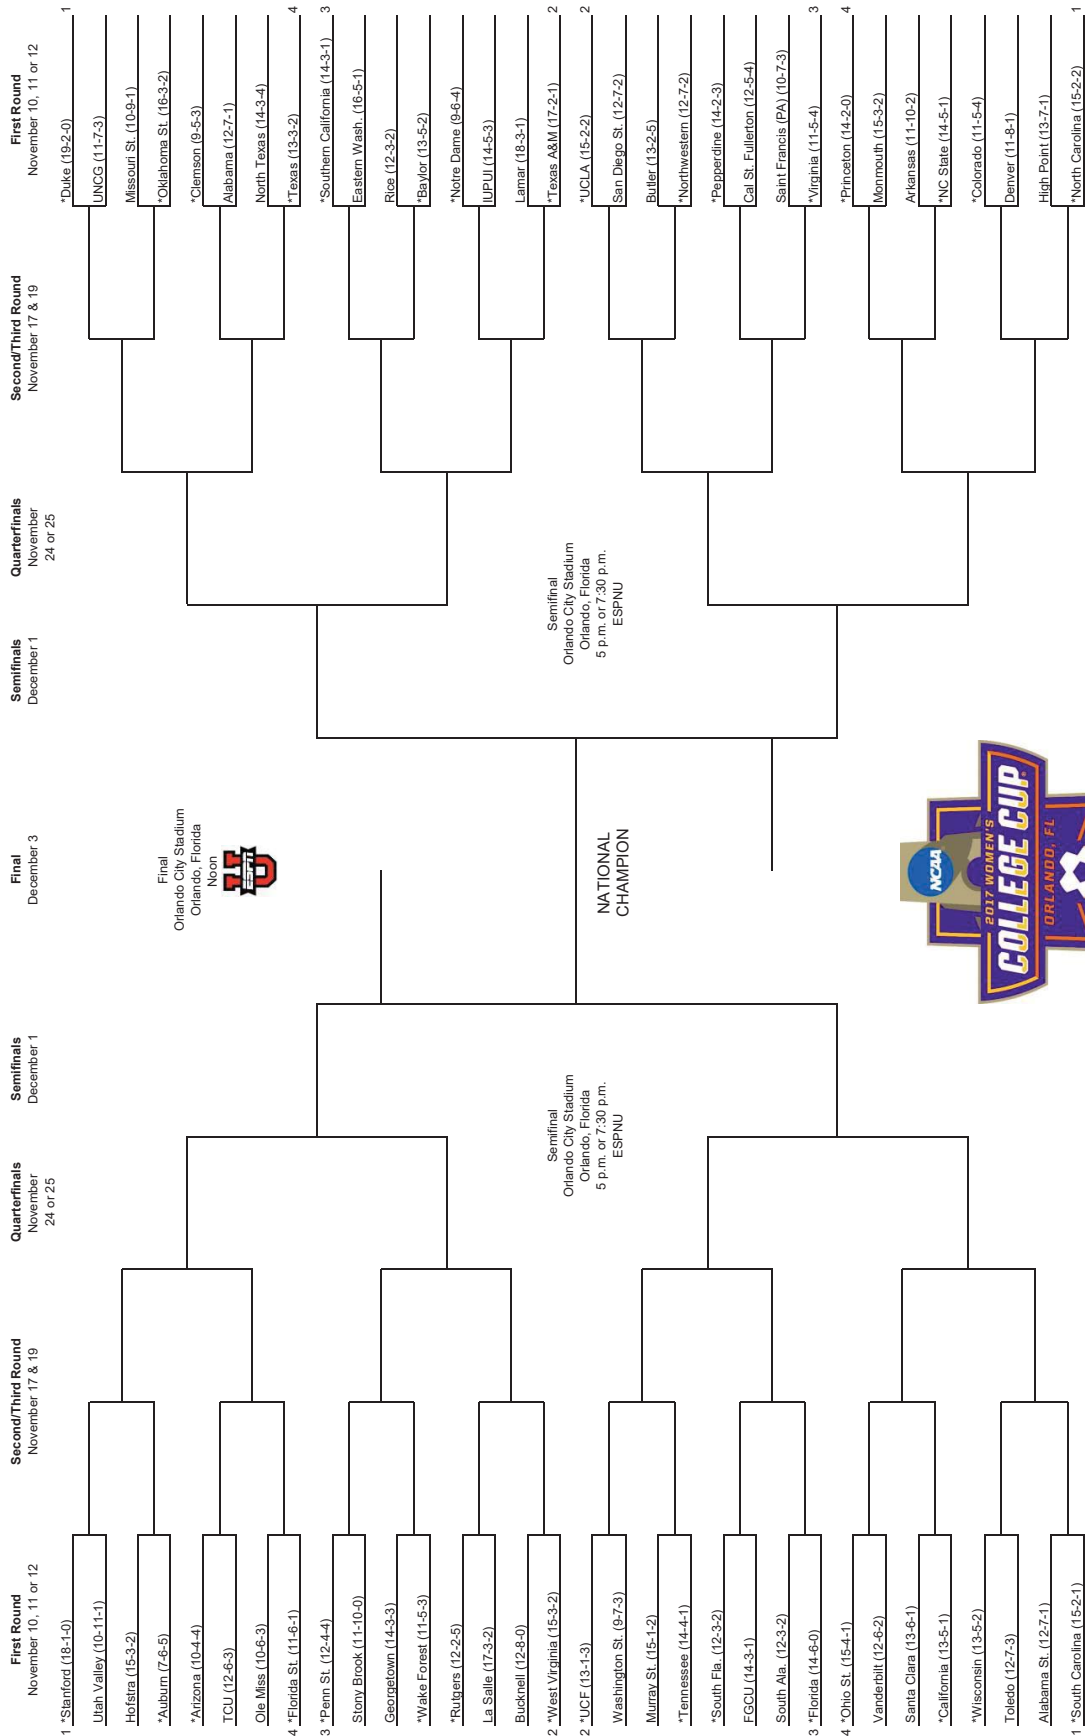 First Round
November 10, 11 or 12
Second/Third Round
November 17 & 19
Quarterfinals
November
24 or 25
Semifinals
December 1
Final
December 3
Semifinals
December 1
Quarterfinals
November
24 or 25
Second/Third Round
November 17 & 19
First Round
November 10, 11 or 12
1 *Stanford (18-1-0)
Utah Valley (10-11-1)
Hofstra (15-3-2)
*Auburn (7-6-5)
*Arizona (10-4-4)
TCU (12-6-3)
Ole Miss (10-6-3)
4 *Florida St. (11-6-1)
3 *Penn St. (12-4-4)
Stony Brook (11-10-0)
Georgetown (14-3-3)
*Wake Forest (11-5-3)
*Rutgers (12-2-5)
La Salle (17-3-2)
Bucknell (12-8-0)
2 *West Virginia (15-3-2)
2 *UCF (13-1-3)
Washington St. (9-7-3)
Murray St. (15-1-2)
*Tennessee (14-4-1)
*South Fla. (12-3-2)
FGCU (14-3-1)
South Ala. (12-3-2)
3 *Florida (14-6-0)
4 *Ohio St. (15-4-1)
Vanderbilt (12-6-2)
Santa Clara (13-6-1)
*California (13-5-1)
*Wisconsin (13-5-2)
Toledo (12-7-3)
Alabama St. (12-7-1)
1 *South Carolina (15-2-1)
Semifinal
Orlando City Stadium
Orlando, Florida
5 p.m. or 7:30 p.m.
ESPNU
Final
Orlando City Stadium
Orlando, Florida
Noon
ESPN
U
NATIONAL
CHAMPION
NCAA
2017 WOMEN'S
COLLEGE CUP
ORLANDO, FL
Semifinal
Orlando City Stadium
Orlando, Florida
5 p.m. or 7:30 p.m.
ESPNU
*Duke (19-2-0) 1
UNCG (11-7-3)
Missouri St. (10-9-1)
*Oklahoma St. (16-3-2)
*Clemson (9-5-3)
Alabama (12-7-1)
North Texas (14-3-4)
*Texas (13-3-2) 4
*Southern California (14-3-1) 3
Eastern Wash. (16-5-1)
Rice (12-3-2)
*Baylor (13-5-2)
*Notre Dame (9-6-4)
IUPUI (14-5-3)
Lamar (18-3-1)
*Texas A&M (17-2-1) 2
*UCLA (15-2-2) 2
San Diego St. (12-7-2)
Butler (13-2-5)
*Northwestern (12-7-2)
*Pepperdine (14-2-3)
Cal St. Fullerton (12-5-4)
Saint Francis (PA) (10-7-3)
*Virginia (11-5-4) 3
*Princeton (14-2-0) 4
Monmouth (15-3-2)
Arkansas (11-10-2)
*NC State (14-5-1)
*Colorado (11-5-4)
Denver (11-8-1)
High Point (13-7-1)
*North Carolina (15-2-2) 1